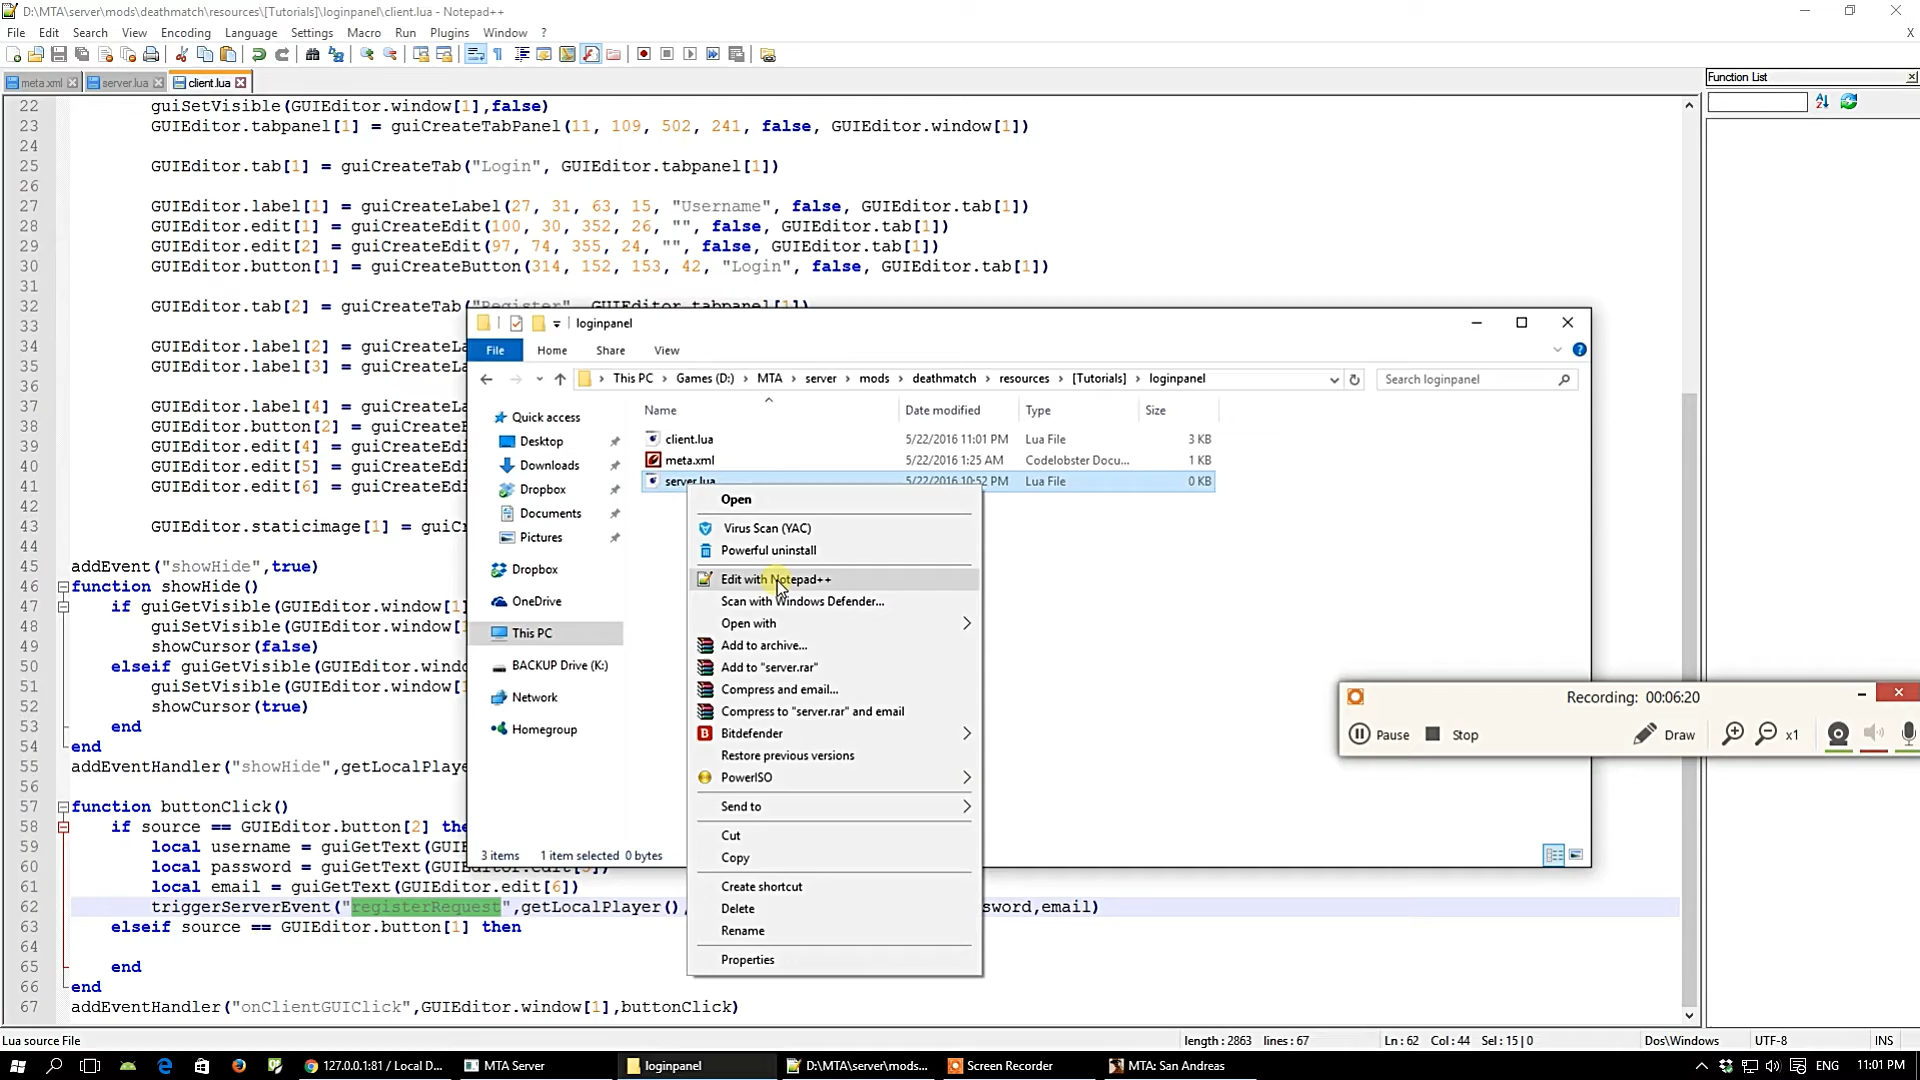 D:\MTA\server\mods\deathmatch\resources\[Tutorials]\loginpanel\client.lua - Notepad++
File Edit Search View Encoding Language Settings Macro Run Plugins Window ? X
meta.xml server.lua client.lua
Function List
22 guiSetVisible(GUIEditor.window[1],false)
23 GUIEditor.tabpanel[1] = guiCreateTabPanel(11, 109, 502, 241, false, GUIEditor.window[1])
24
25 GUIEditor.tab[1] = guiCreateTab("Login", GUIEditor.tabpanel[1])
26
27 GUIEditor.label[1] = guiCreateLabel(27, 31, 63, 15, "Username", false, GUIEditor.tab[1])
28 GUIEditor.edit[1] = guiCreateEdit(100, 30, 352, 26, "", false, GUIEditor.tab[1])
29 GUIEditor.edit[2] = guiCreateEdit(97, 74, 355, 24, "", false, GUIEditor.tab[1])
30 GUIEditor.button[1] = guiCreateButton(314, 152, 153, 42, "Login", false, GUIEditor.tab[1])
31
32 GUIEditor.tab[2] = guiCreateTab("Register", GUIEditor.tabpanel[1])
33
34 GUIEditor.label[2] = guiCreateLa
35 GUIEditor.label[3] = guiCreateLa
36
37 GUIEditor.label[4] = guiCreateLa
38 GUIEditor.button[2] = guiCreateB
39 GUIEditor.edit[4] = guiCreateEdi
40 GUIEditor.edit[5] = guiCreateEdi
41 GUIEditor.edit[6] = guiCreateEdi
42
43 GUIEditor.staticimage[1] = guiCr
44
45 addEvent("showHide",true)
46 function showHide()
47 if guiGetVisible(GUIEditor.window[1]
48 guiSetVisible(GUIEditor.window[1
49 showCursor(false)
50 elseif guiGetVisible(GUIEditor.windo
51 guiSetVisible(GUIEditor.window[1
52 showCursor(true)
53 end
54 end
55 addEventHandler("showHide",getLocalPlaye
56
57 function buttonClick()
58 if source == GUIEditor.button[2] the
59 local username = guiGetText(GUIE
60 local password = guiGetText(GUIEditor.edit[5])
61 local email = guiGetText(GUIEditor.edit[6])
62 triggerServerEvent("registerRequest",getLocalPlayer(), sword,email)
63 elseif source == GUIEditor.button[1] then
64
65 end
66 end
67 addEventHandler("onClientGUIClick",GUIEditor.window[1],buttonClick)
loginpanel
File Home Share View
This PC Games (D:) MTA server mods deathmatch resources [Tutorials] loginpanel
Search loginpanel
Quick access
Desktop
Downloads
Dropbox
Documents
Pictures
Dropbox
OneDrive
This PC
BACKUP Drive (K:)
Network
Homegroup
Name Date modified Type Size
client.lua 5/22/2016 11:01 PM Lua File 3 KB
meta.xml 5/22/2016 1:25 AM Codelobster Docu... 1 KB
server.lua 5/22/2016 10:52 PM Lua File 0 KB
3 items 1 item selected 0 bytes
Open
Virus Scan (YAC)
Powerful uninstall
Edit with Notepad++
Scan with Windows Defender...
Open with
Add to archive...
Add to "server.rar"
Compress and email...
Compress to "server.rar" and email
Bitdefender
Restore previous versions
PowerISO
Send to
Cut
Copy
Create shortcut
Delete
Rename
Properties
Recording: 00:06:20
Pause Stop Draw x1
Lua source File length : 2863 lines : 67 Ln : 62 Col : 44 Sel : 15 | 0 Dos\Windows UTF-8 INS
127.0.0.1:81 / Local D... MTA Server loginpanel D:\MTA\server\mods... Screen Recorder MTA: San Andreas ENG 11:01 PM